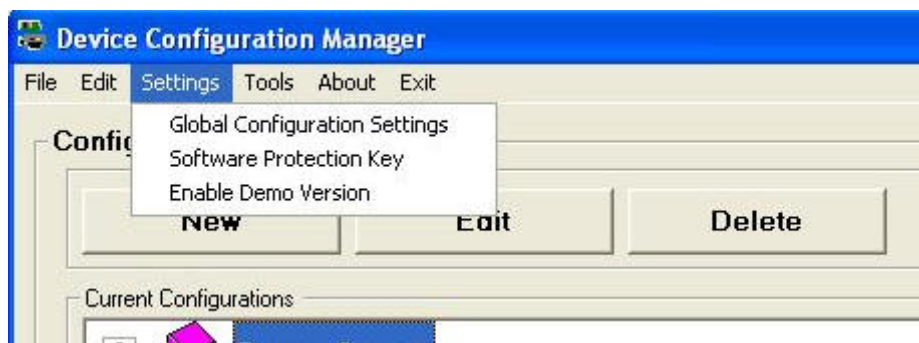 Device Configuration Manager
File Edit Settings Tools About Exit
Global Configuration Settings
Software Protection Key
Enable Demo Version
New Edit Delete
Current Configurations